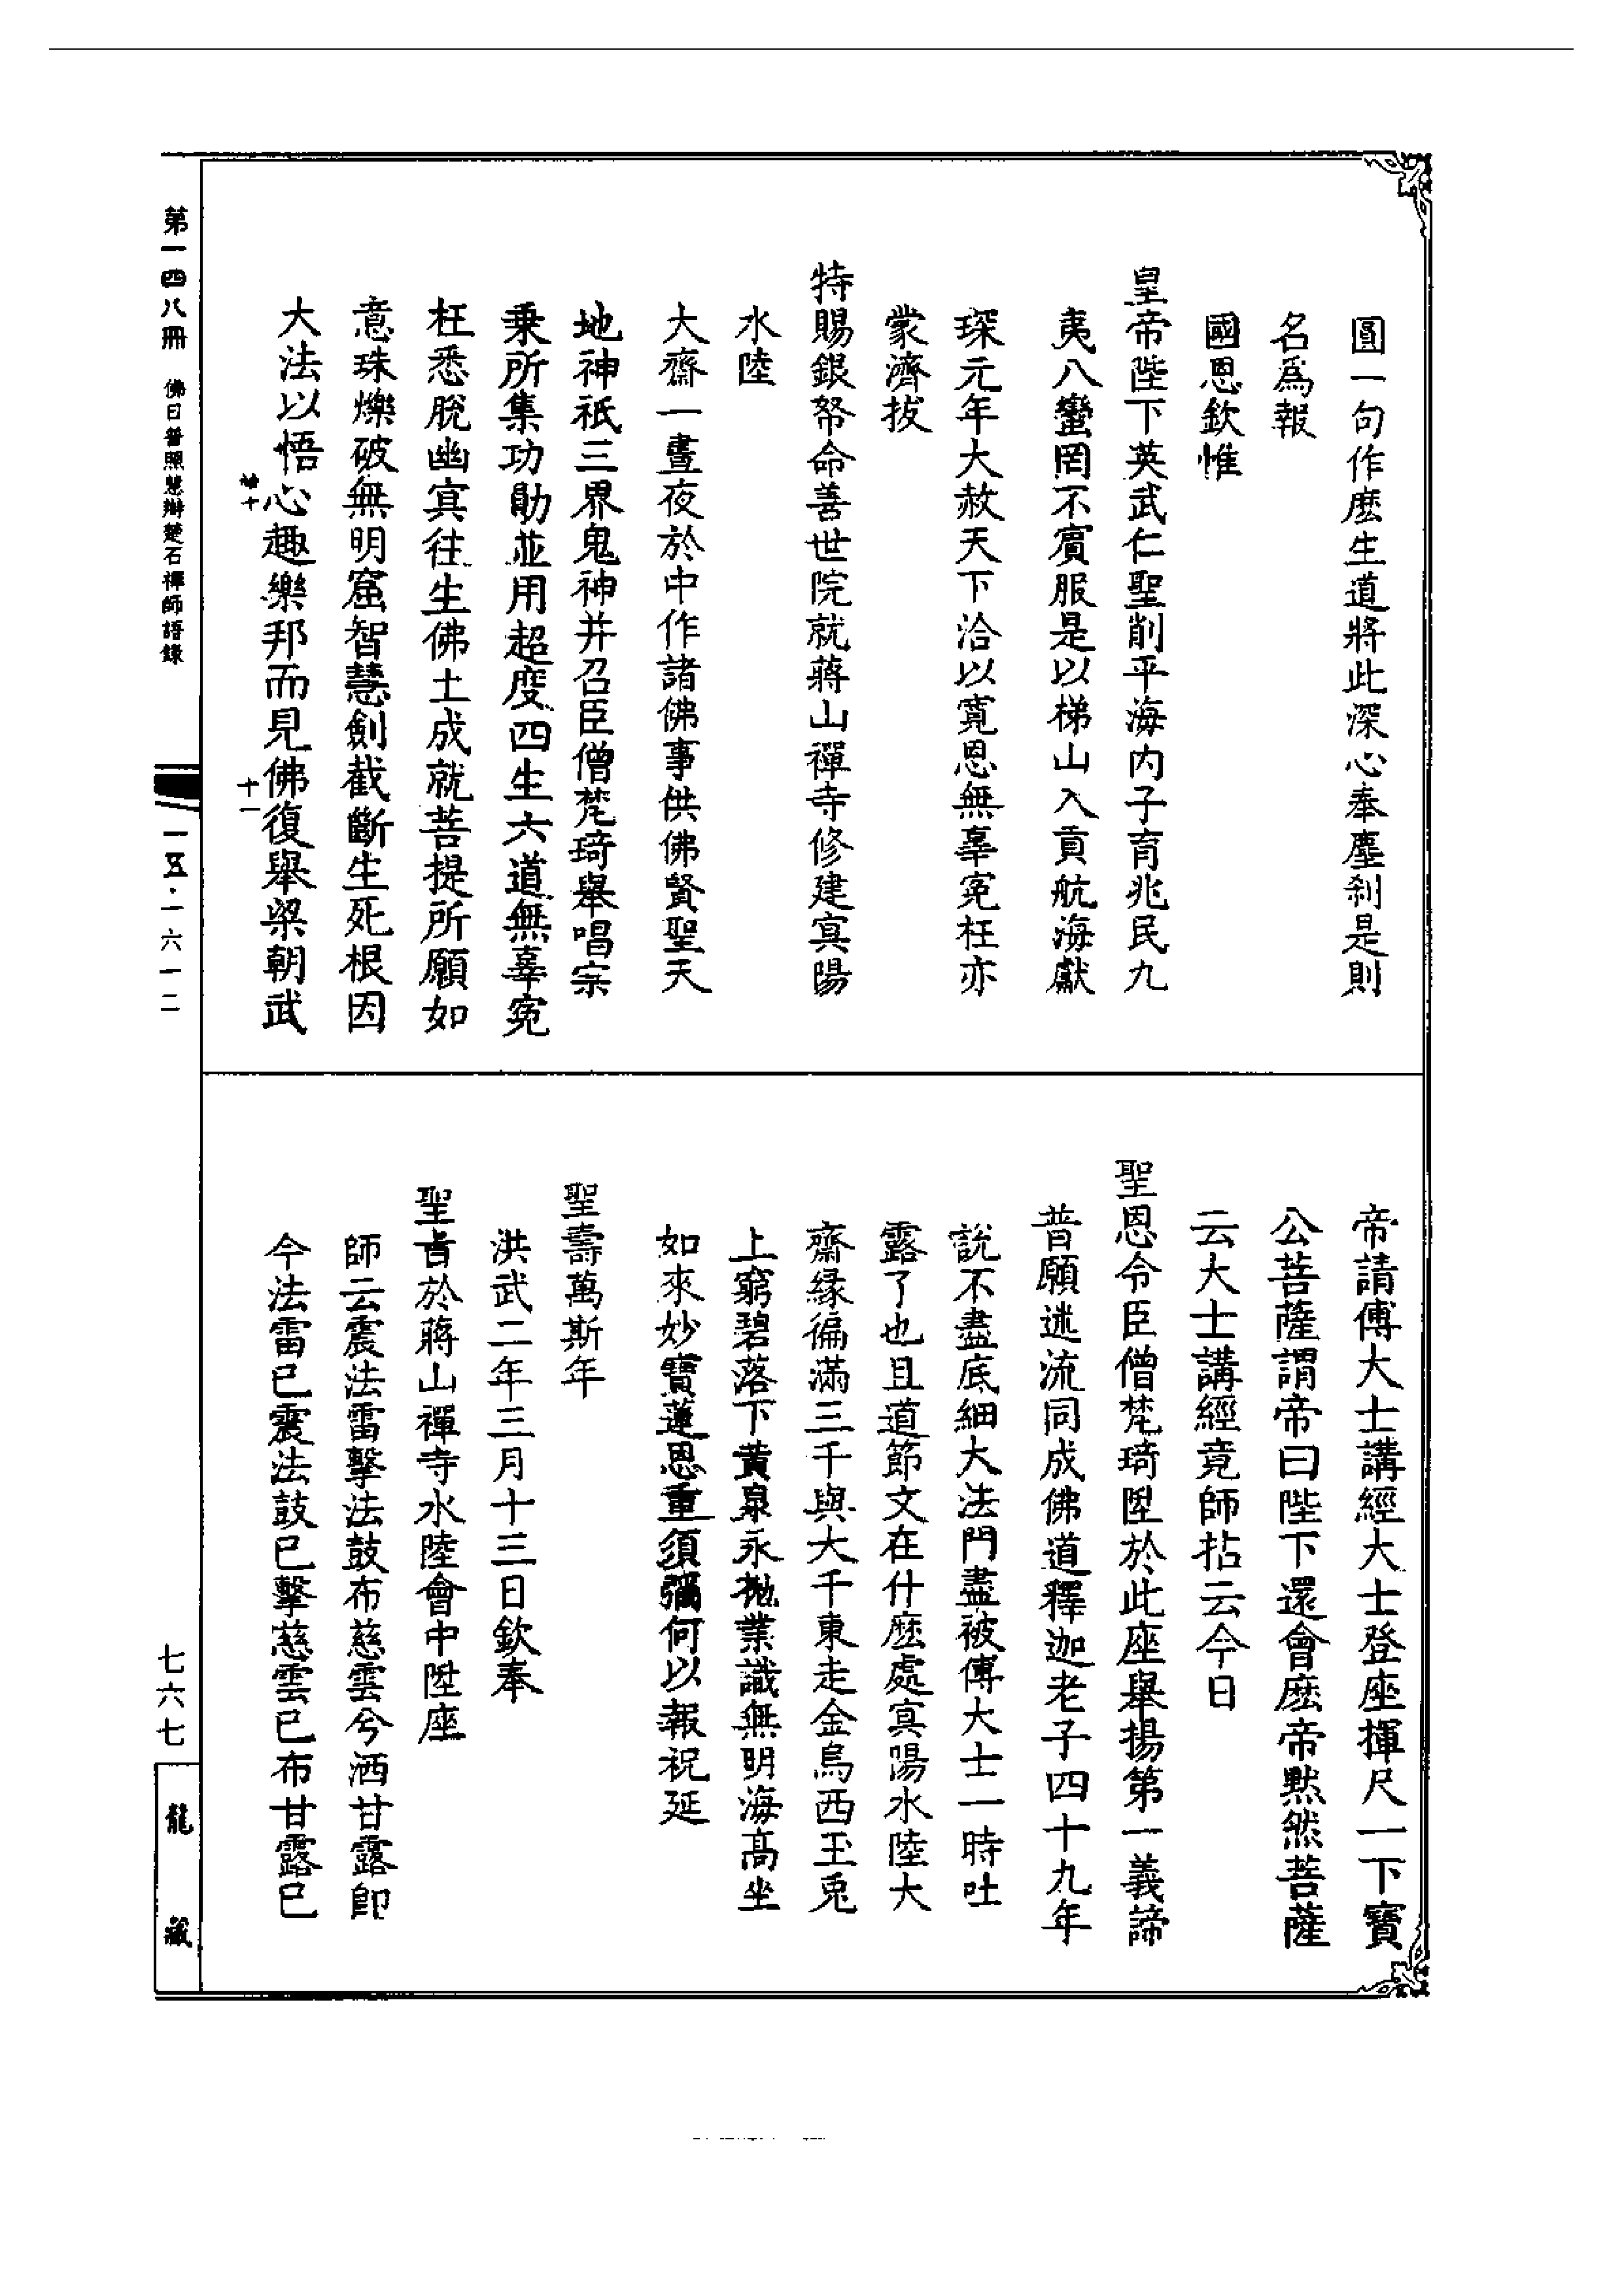 圓一句作麽生道將此深心奉塵刹是則
名爲報
國恩欽惟
皇帝陛下英武仁聖削平海内子育兆民九
夷八蠻罔不賔服是以梯山入貢航海獻
琛元年大赦天下洽以寬恩無辜寃枉亦
蒙濟拔
特賜銀帑命善世院就蔣山禪寺修建冥陽
水陸
大齋一晝夜於中作諸佛事供佛賢聖天
地神祇三界鬼神并召臣僧梵琦舉唱宗
乗所集功勛並用超度四生六道無辜寃
枉悉脫幽冥徃生佛土成就菩提所願如
意珠爍破無明窟智慧劍截斷生死根因
大法以悟心趣樂邦而見佛復舉梁朝武
帝請傅大士講經大士登座揮尺一下寶
公菩薩謂帝曰陛下還會麽帝黙然菩薩
云大士講經竟師拈云今日
聖恩令臣僧梵琦陞於此座舉揚第一義諦
普願迷流同成佛道釋迦老子四十九年
說不盡底細大法門盡被傅大士一時吐
露了也且道節文在什麽處冥陽水陸大
齋緣徧滿三千與大千東走金烏西玉兎
上窮碧落下黄泉永抛業識無明海高坐
如來妙寶蓮恩重須彌何以報祝延
聖壽萬斯年
洪武二年三月十三日欽奉
聖旨於蔣山禪寺水陸會中陞座
師云震法雷擊法鼓布慈雲兮洒甘露即
今法雷已震法鼓已擊慈雲已布甘露已
第一四八冊 佛日普照慧辯楚石禪師語錄
一五·一六一二
七六七
龍藏
十一